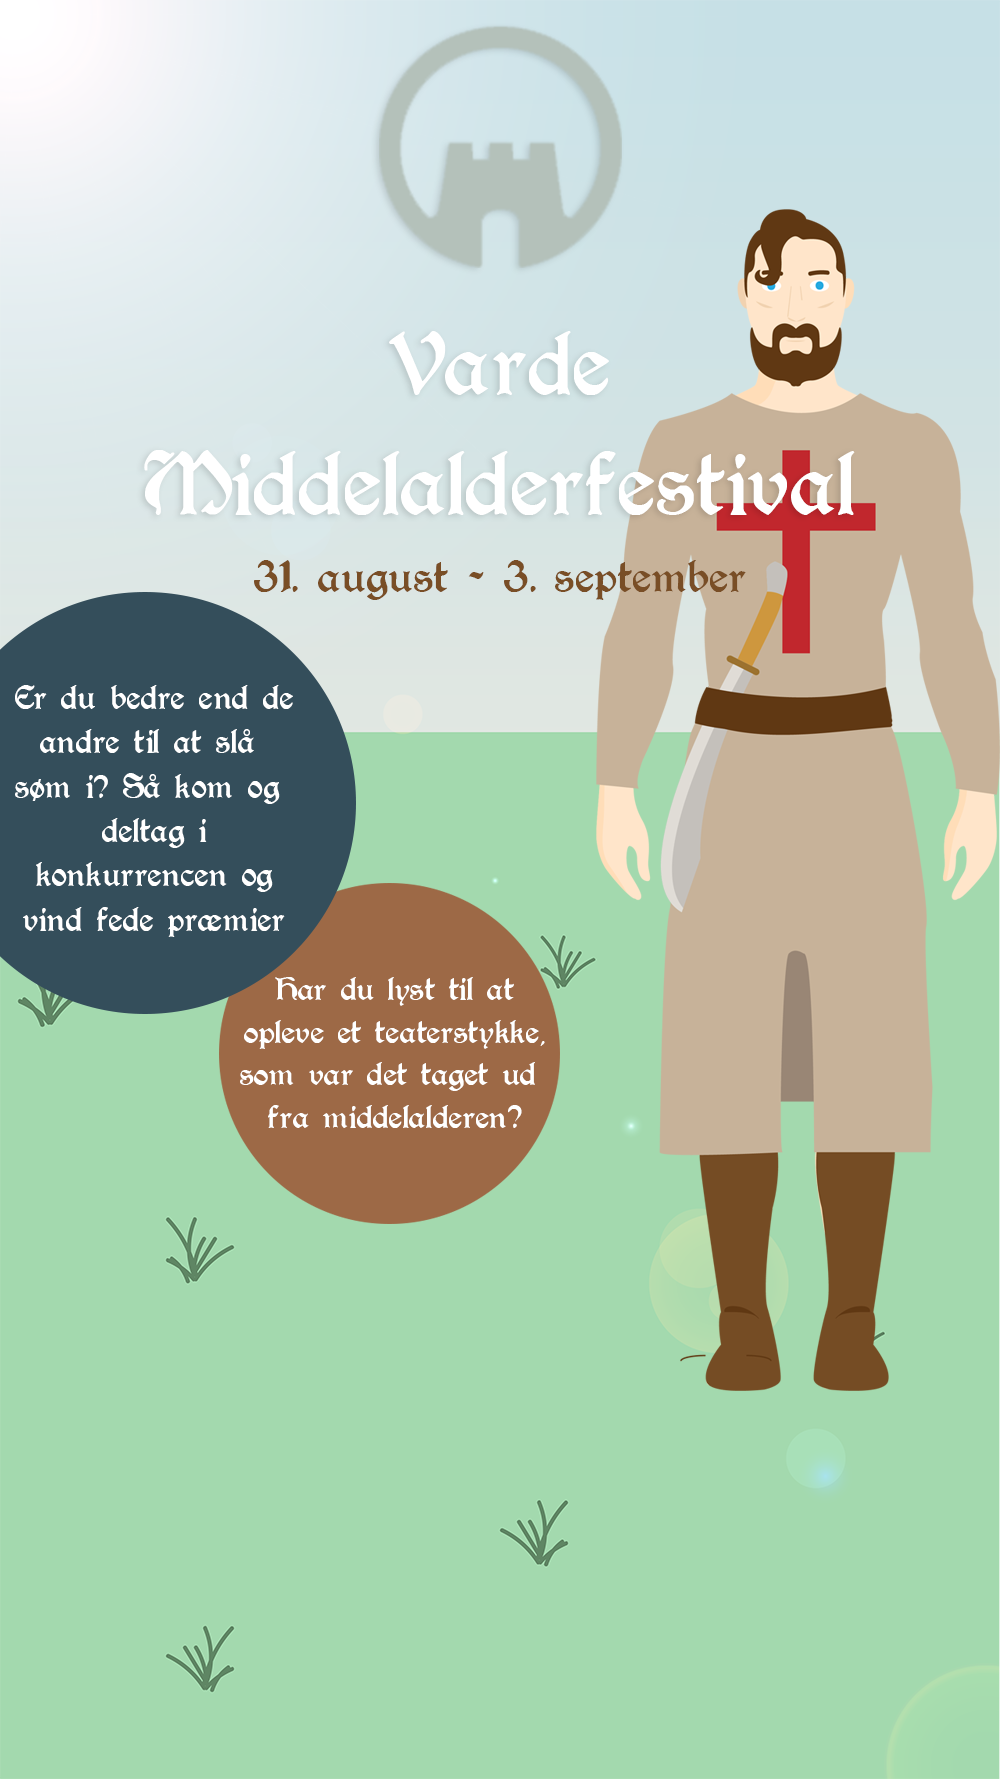 Varde
Middelalderfestival
31. august - 3. september
Er du bedre end de
andre til at slå
søm i? Så kom og
deltag i
konkurrencen og
vind fede præmier
Har du lyst til at
opleve et teaterstykke,
som var det taget ud
fra middelalderen?